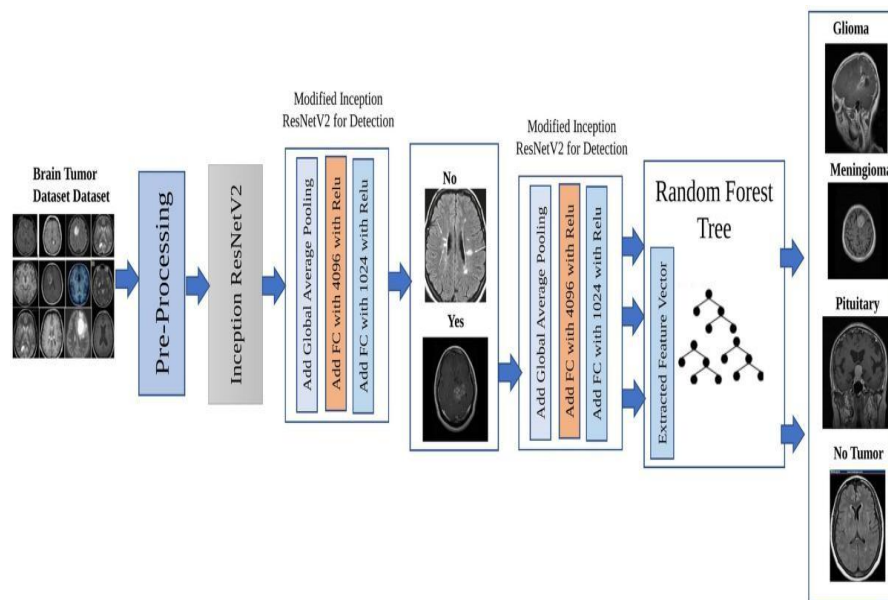 Brain Tumor
Dataset Dataset
Pre-Processing
Inception ResNetV2
Modified Inception
ResNetV2 for Detection
Add Global Average Pooling
Add FC with 4096 with Relu
Add FC with 1024 with Relu
No
Yes
Modified Inception
ResNetV2 for Detection
Add Global Average Pooling
Add FC with 4096 with Relu
Add FC with 1024 with Relu
Random Forest
Tree
Extracted Feature Vector
Glioma
Meningioma
Pituitary
No Tumor